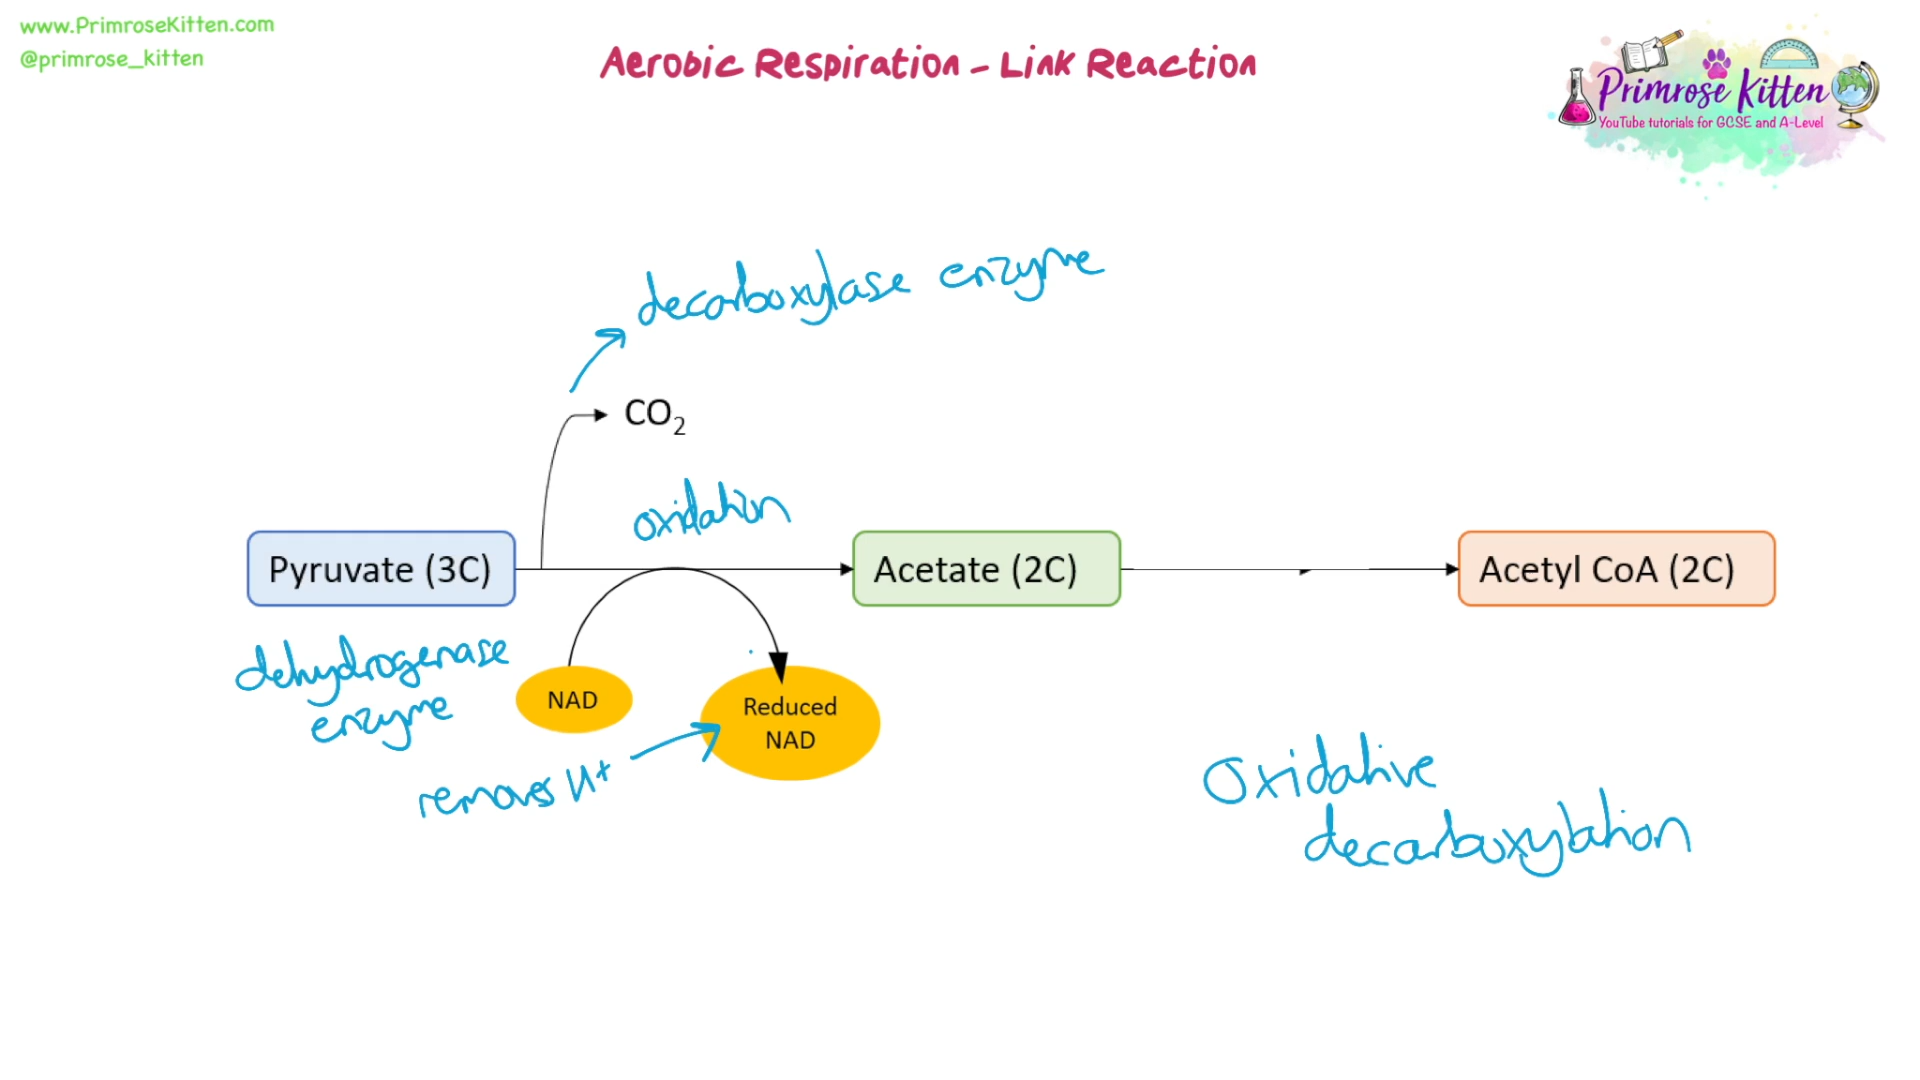 www.PrimroseKitten.com
@primrose_kitten
Aerobic Respiration - Link Reaction
Primrose Kitten
YouTube tutorials for GCSE and A-Level
decarboxylase enzyme
CO₂
oxidation
Pyruvate (3C)
Acetate (2C)
Acetyl CoA (2C)
dehydrogenase
enzyme
NAD
Reduced
NAD
removes H+
Oxidative
decarboxylation